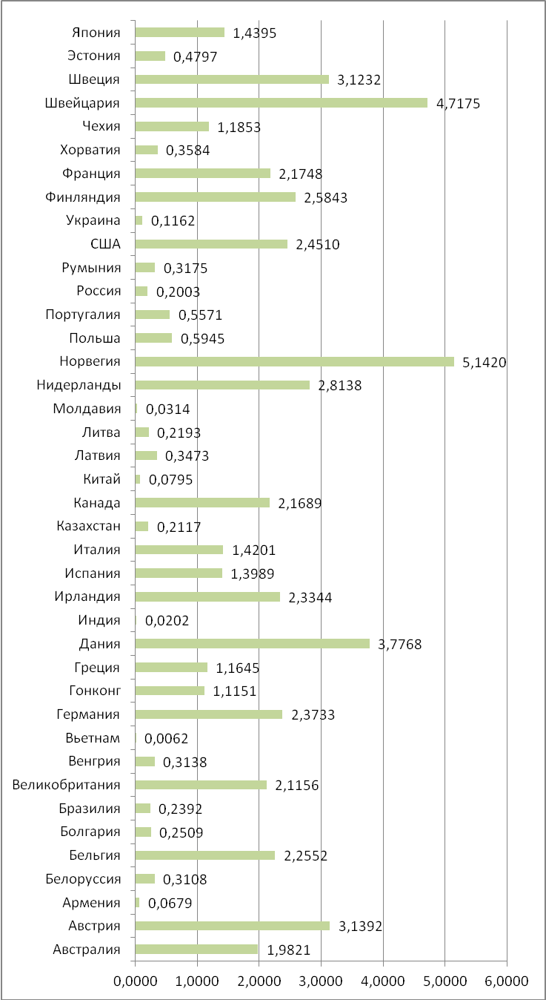 Япония 1,4395
Эстония 0,4797
Швеция 3,1232
Швейцария 4,7175
Чехия 1,1853
Хорватия 0,3584
Франция 2,1748
Финляндия 2,5843
Украина 0,1162
США 2,4510
Румыния 0,3175
Россия 0,2003
Португалия 0,5571
Польша 0,5945
Норвегия 5,1420
Нидерланды 2,8138
Молдавия 0,0314
Литва 0,2193
Латвия 0,3473
Китай 0,0795
Канада 2,1689
Казахстан 0,2117
Италия 1,4201
Испания 1,3989
Ирландия 2,3344
Индия 0,0202
Дания 3,7768
Греция 1,1645
Гонконг 1,1151
Германия 2,3733
Вьетнам 0,0062
Венгрия 0,3138
Великобритания 2,1156
Бразилия 0,2392
Болгария 0,2509
Бельгия 2,2552
Белоруссия 0,3108
Армения 0,0679
Австрия 3,1392
Австралия 1,9821
0,0000 1,0000 2,0000 3,0000 4,0000 5,0000 6,0000